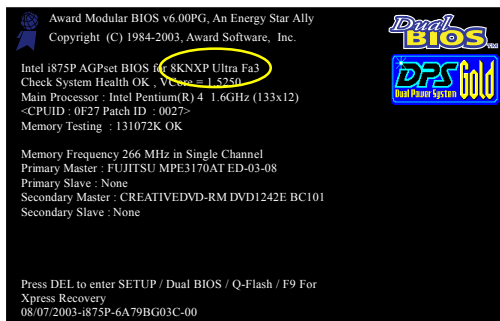 Award Modular BIOS v6.00PG, An Energy Star Ally
Copyright (C) 1984-2003, Award Software, Inc.
Dual
BIOS TM
Intel i875P AGPset BIOS for 8KNXP Ultra Fa3
Check System Health OK , VCore = 1.5250
Main Processor : Intel Pentium(R) 4 1.6GHz (133x12)
<CPUID : 0F27 Patch ID : 0027>
Memory Testing : 131072K OK
DPS Gold
Dual Power System
Memory Frequency 266 MHz in Single Channel
Primary Master : FUJITSU MPE3170AT ED-03-08
Primary Slave : None
Secondary Master : CREATIVEDVD-RM DVD1242E BC101
Secondary Slave : None
Press DEL to enter SETUP / Dual BIOS / Q-Flash / F9 For
Xpress Recovery
08/07/2003-i875P-6A79BG03C-00